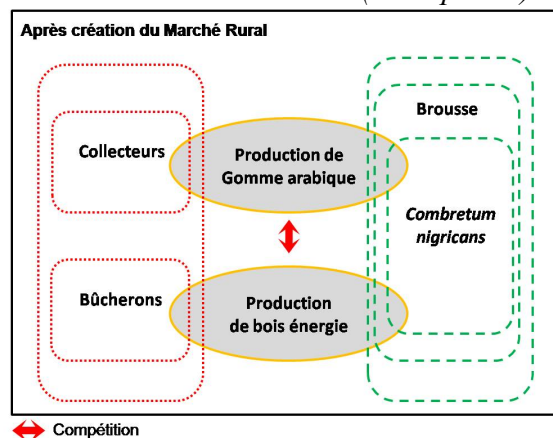 Après création du Marché Rural
Collecteurs
Production de
Gomme arabique
Brousse
Combretum
nigricans
Bûcherons
Production
de bois énergie
Compétition